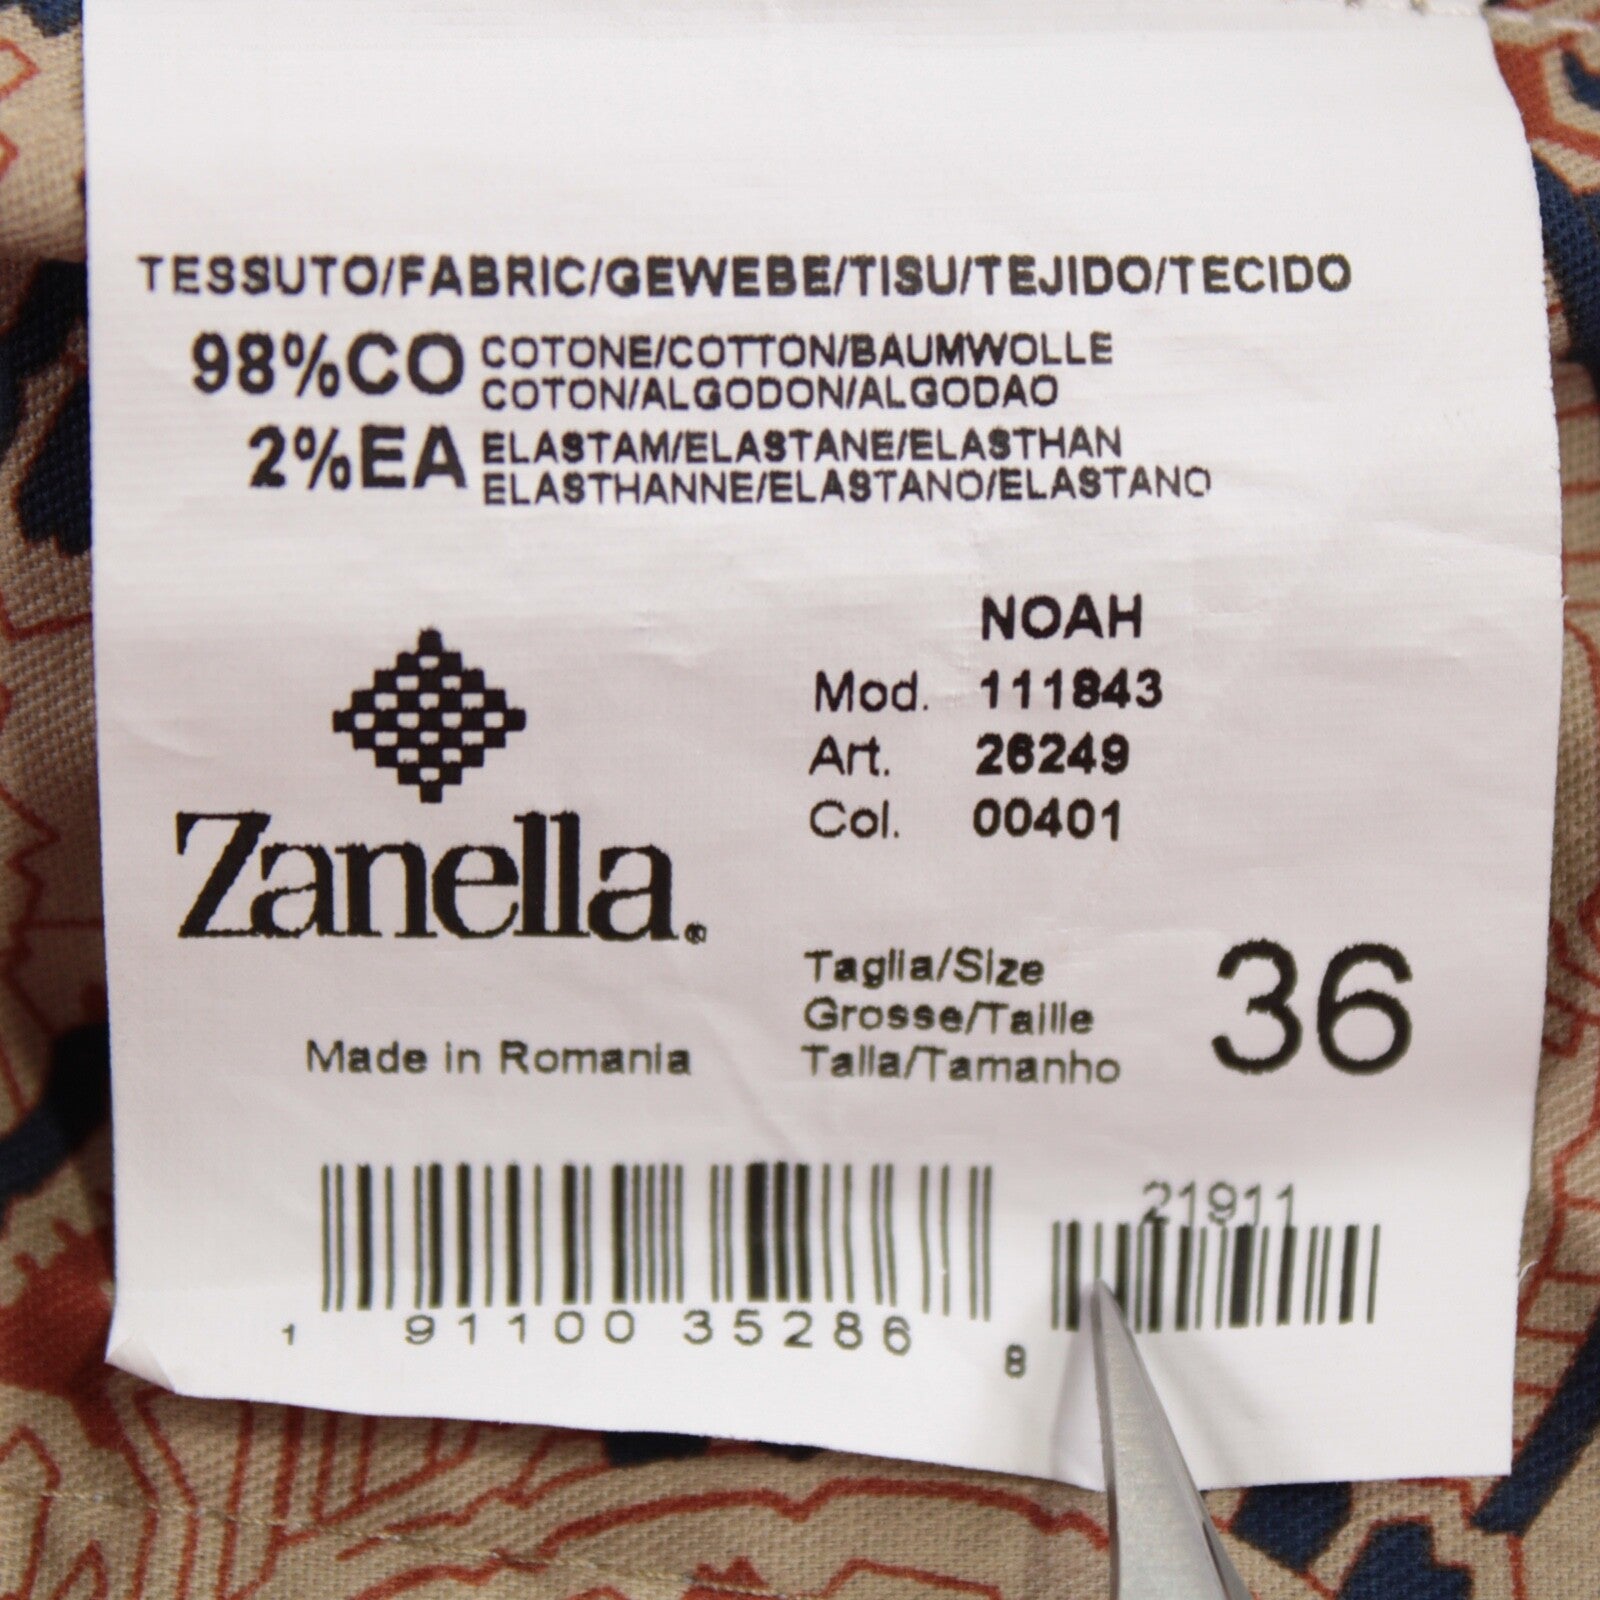 TESSUTO/FABRIC/GEWEBE/TISU/TEJIDO/TECIDO
98%CO COTONE/COTTON/BAUMWOLLE
COTON/ALGODON/ALGODAO
2%EA ELASTAM/ELASTANE/ELASTHAN
ELASTHANNE/ELASTANO/ELASTANO
NOAH
Mod. 111843
Art. 26249
Col. 00401
Zanella®
Made in Romania
Taglia/Size
Grosse/Taille
Talla/Tamanho
36
21911
1 91100 35286 8